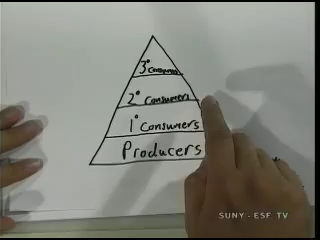 3° consumers
2° consumers
1° Consumers
Producers
SUNY - ESF TV